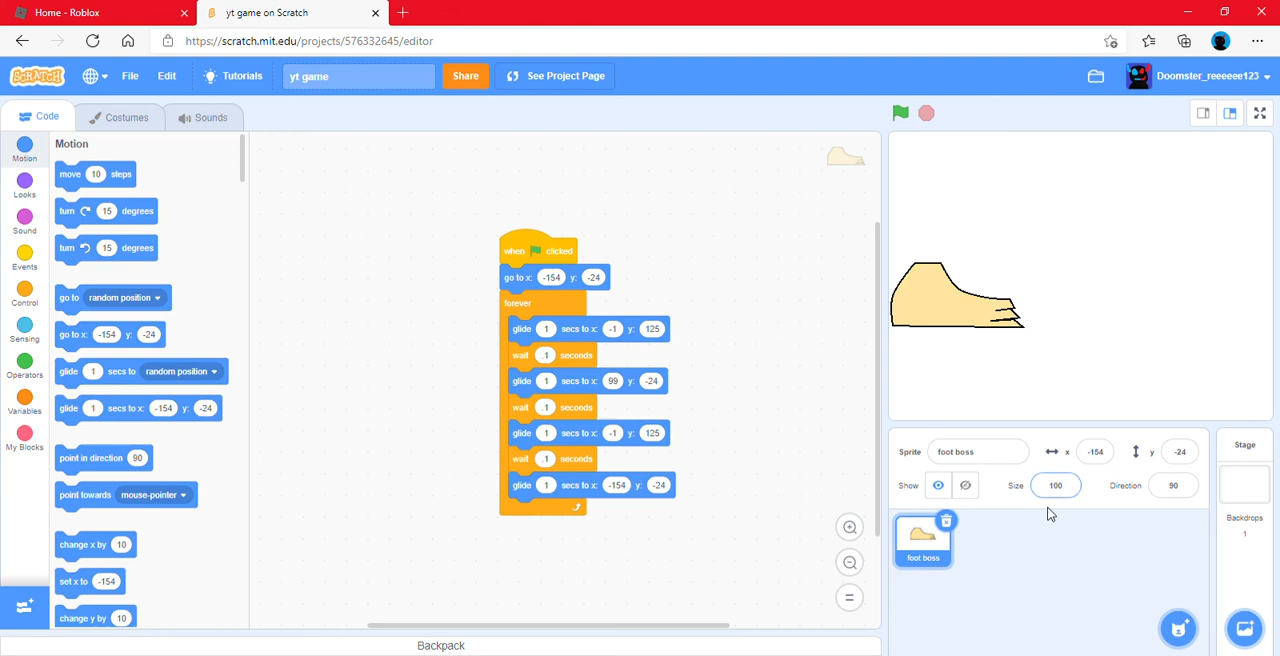 Home - Roblox
yt game on Scratch
https://scratch.mit.edu/projects/576332645/editor
SCRATCH File Edit Tutorials yt game Share See Project Page Doomster_reeeeee123
Code Costumes Sounds
Motion
Looks
Sound
Events
Control
Sensing
Operators
Variables
My Blocks
Motion
move 10 steps
turn 15 degrees
turn 15 degrees
go to random position
go to x: -154 y: -24
glide 1 secs to random position
glide 1 secs to x: -154 y: -24
point in direction 90
point towards mouse-pointer
change x by 10
set x to -154
change y by 10
when clicked
go to x: -154 y: -24
forever
glide 1 secs to x: -1 y: 125
wait .1 seconds
glide 1 secs to x: 99 y: -24
wait .1 seconds
glide 1 secs to x: -1 y: 125
wait .1 seconds
glide 1 secs to x: -154 y: -24
Backpack
Sprite foot boss x -154 y -24
Show Size 100 Direction 90
foot boss
Stage
Backdrops
1